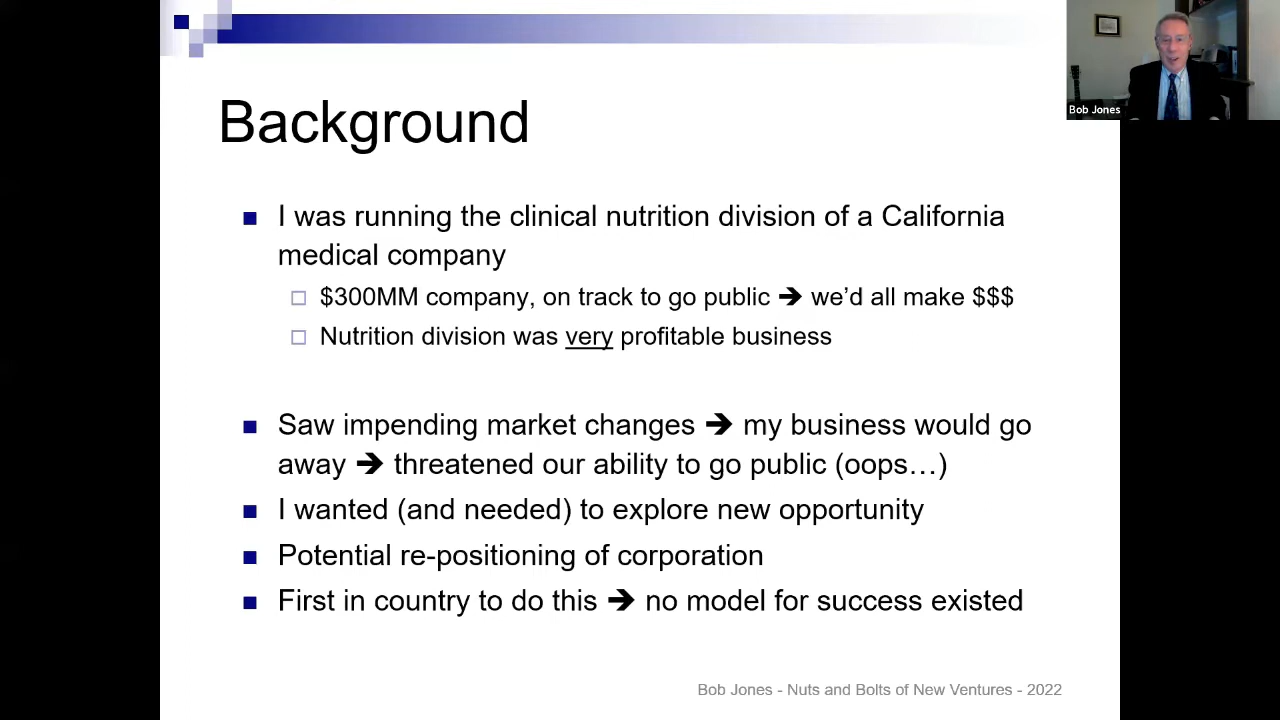 Bob Jones
Background
I was running the clinical nutrition division of a California
medical company
$300MM company, on track to go public ➔ we’d all make $$$
Nutrition division was very profitable business
Saw impending market changes ➔ my business would go
away ➔ threatened our ability to go public (oops…)
I wanted (and needed) to explore new opportunity
Potential re-positioning of corporation
First in country to do this ➔ no model for success existed
Bob Jones - Nuts and Bolts of New Ventures - 2022